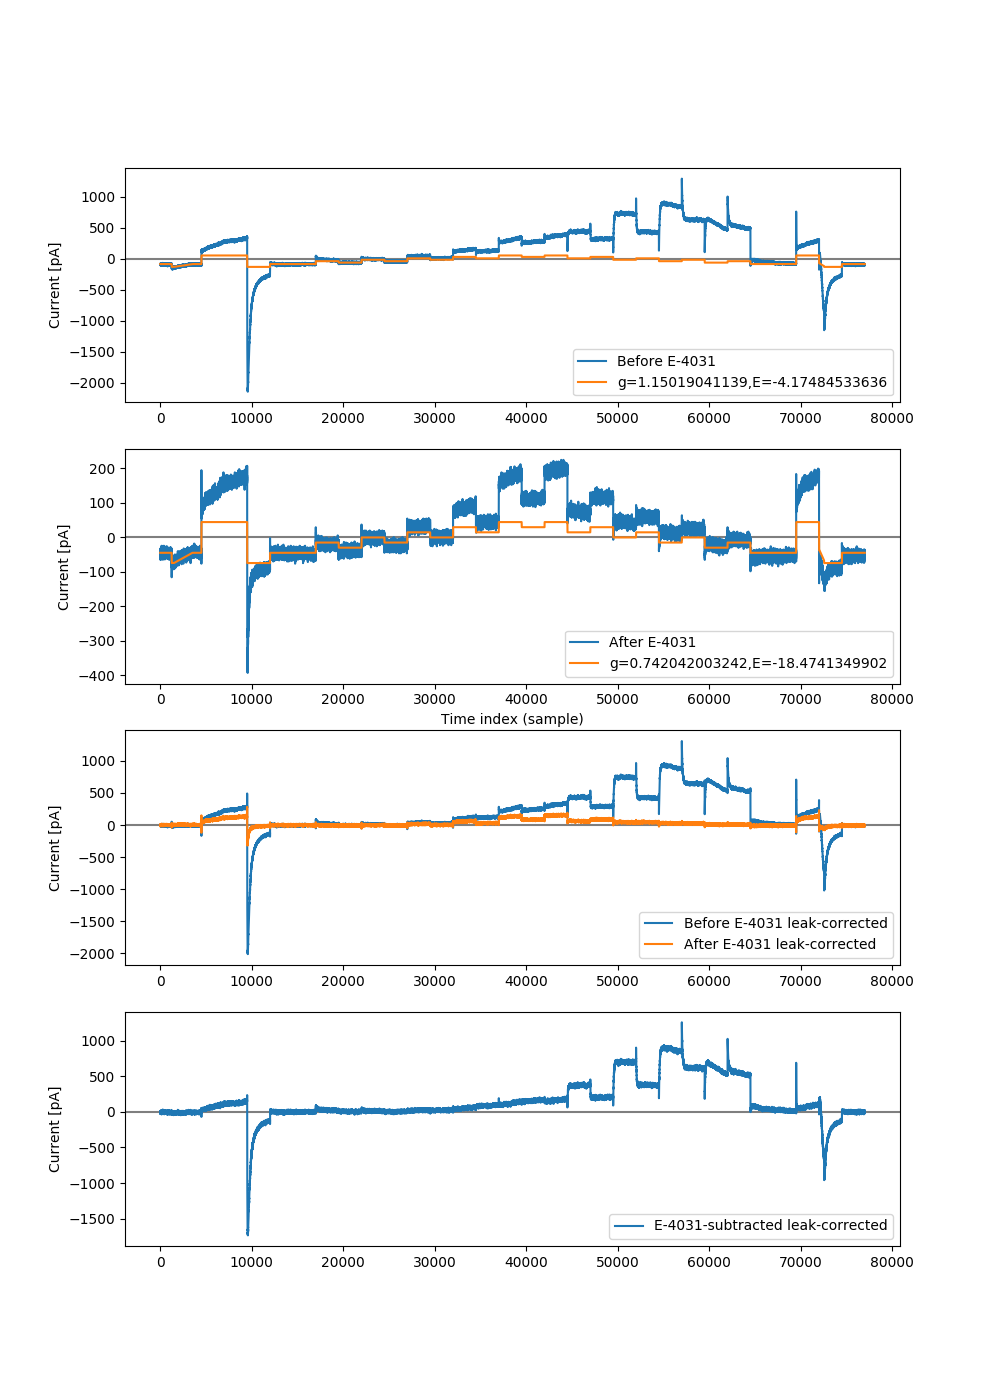 1000
500
0
−500
−1000
−1500
−2000
Current [pA]
Before E-4031
g=1.15019041139,E=-4.17484533636
0 10000 20000 30000 40000 50000 60000 70000 80000
200
100
0
−100
−200
−300
−400
Current [pA]
After E-4031
g=0.742042003242,E=-18.4741349902
0 10000 20000 30000 40000 50000 60000 70000 80000
Time index (sample)
1000
500
0
−500
−1000
−1500
−2000
Current [pA]
Before E-4031 leak-corrected
After E-4031 leak-corrected
0 10000 20000 30000 40000 50000 60000 70000 80000
1000
500
0
−500
−1000
−1500
Current [pA]
E-4031-subtracted leak-corrected
0 10000 20000 30000 40000 50000 60000 70000 80000